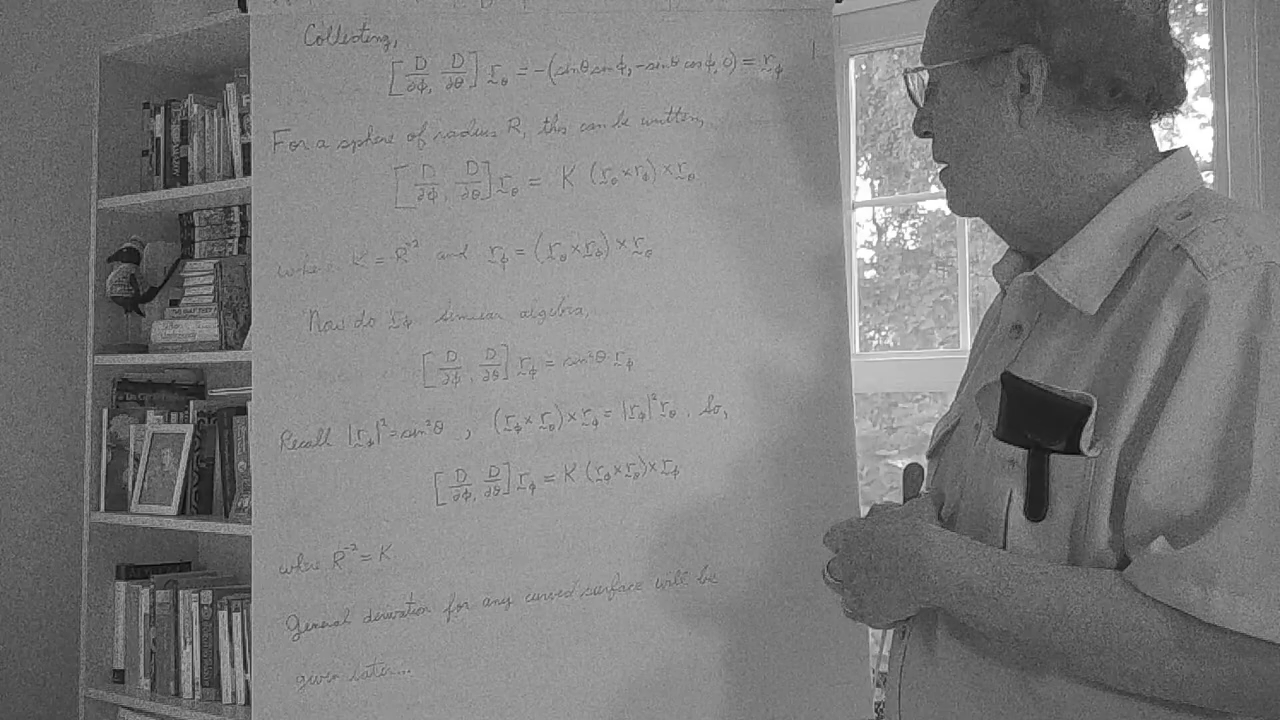 Collecting,
[D/∂φ, D/∂θ] r_θ = -(sinθ sinφ, -sinθ cosφ, 0) = r_φ
For a sphere of radius R, this can be written,
[D/∂φ, D/∂θ] r_θ = K (r_θ × r_φ) × r_θ
where K = R⁻² and r_φ = (r_θ × r_φ) × r_θ
Now do r_φ similar algebra,
[D/∂φ, D/∂θ] r_φ = sin²θ r_φ
Recall |r_φ|² = sin²θ , (r_φ × r_θ) × r_φ = |r_φ|² r_θ . So,
[D/∂φ, D/∂θ] r_φ = K (r_φ × r_θ) × r_φ
where R⁻² = K
General derivation for any curved surface will be
given later...